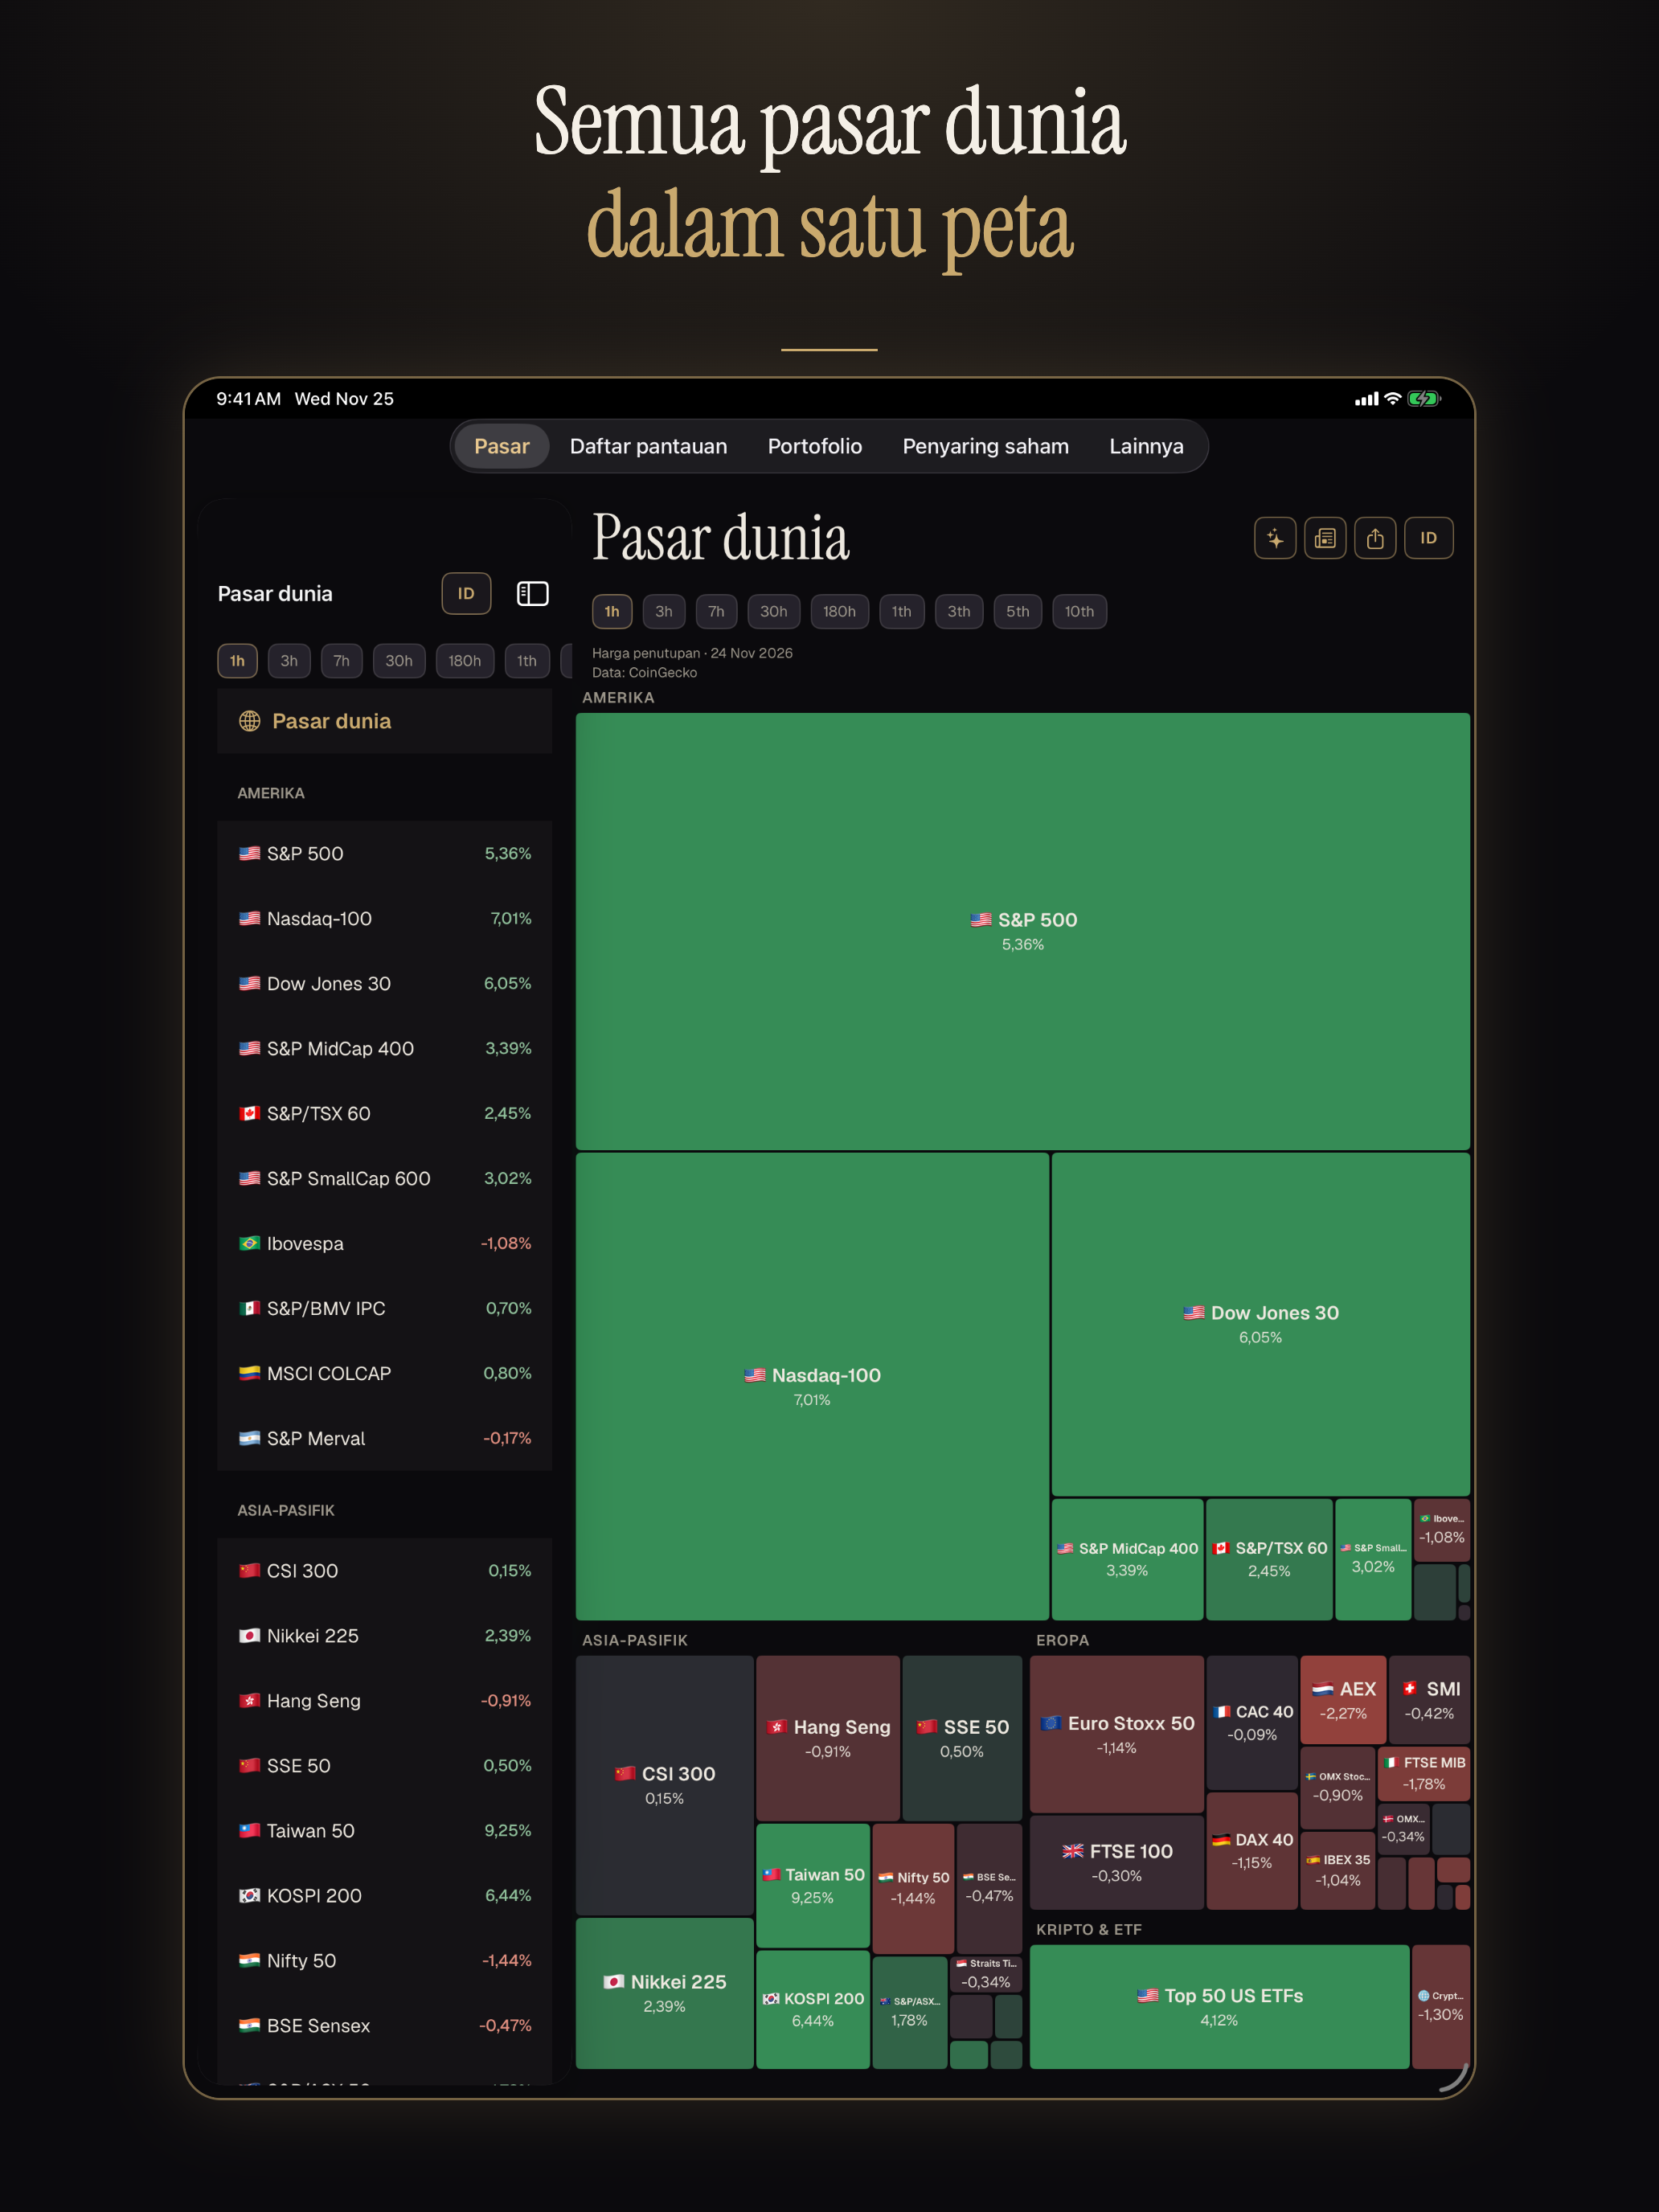 Semua pasar dunia
dalam satu peta
9:41 AM Wed Nov 25
Pasar
Daftar pantauan
Portofolio
Penyaring saham
Lainnya
Pasar dunia
ID
1h
3h
7h
30h
180h
1th
Pasar dunia
AMERIKA
S&P 500 5,36%
Nasdaq-100 7,01%
Dow Jones 30 6,05%
S&P MidCap 400 3,39%
S&P/TSX 60 2,45%
S&P SmallCap 600 3,02%
Ibovespa -1,08%
S&P/BMV IPC 0,70%
MSCI COLCAP 0,80%
S&P Merval -0,17%
ASIA-PASIFIK
CSI 300 0,15%
Nikkei 225 2,39%
Hang Seng -0,91%
SSE 50 0,50%
Taiwan 50 9,25%
KOSPI 200 6,44%
Nifty 50 -1,44%
BSE Sensex -0,47%
Pasar dunia
ID
1h
3h
7h
30h
180h
1th
3th
5th
10th
Harga penutupan · 24 Nov 2026
Data: CoinGecko
AMERIKA
S&P 500
5,36%
Nasdaq-100
7,01%
Dow Jones 30
6,05%
S&P MidCap 400
3,39%
S&P/TSX 60
2,45%
S&P Small...
3,02%
Ibove...
-1,08%
ASIA-PASIFIK
CSI 300
0,15%
Hang Seng
-0,91%
SSE 50
0,50%
Taiwan 50
9,25%
Nifty 50
-1,44%
BSE Se...
-0,47%
Nikkei 225
2,39%
KOSPI 200
6,44%
S&P/ASX...
1,78%
Straits Ti...
-0,34%
EROPA
Euro Stoxx 50
-1,14%
CAC 40
-0,09%
AEX
-2,27%
SMI
-0,42%
OMX Stoc...
-0,90%
FTSE MIB
-1,78%
FTSE 100
-0,30%
DAX 40
-1,15%
IBEX 35
-1,04%
OMX...
-0,34%
KRIPTO & ETF
Top 50 US ETFs
4,12%
Crypt...
-1,30%